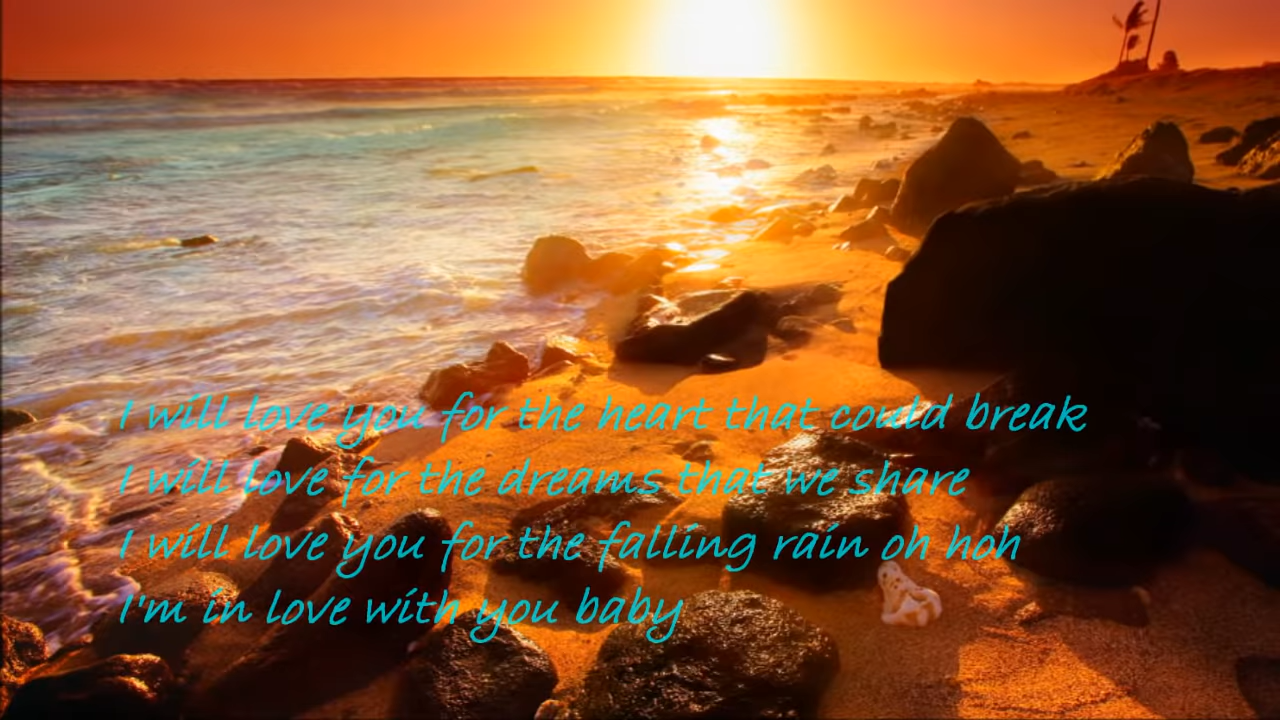 I will love you for the heart that could break
I will love for the dreams that we share
I will love you for the falling rain oh hoh
I'm in love with you baby